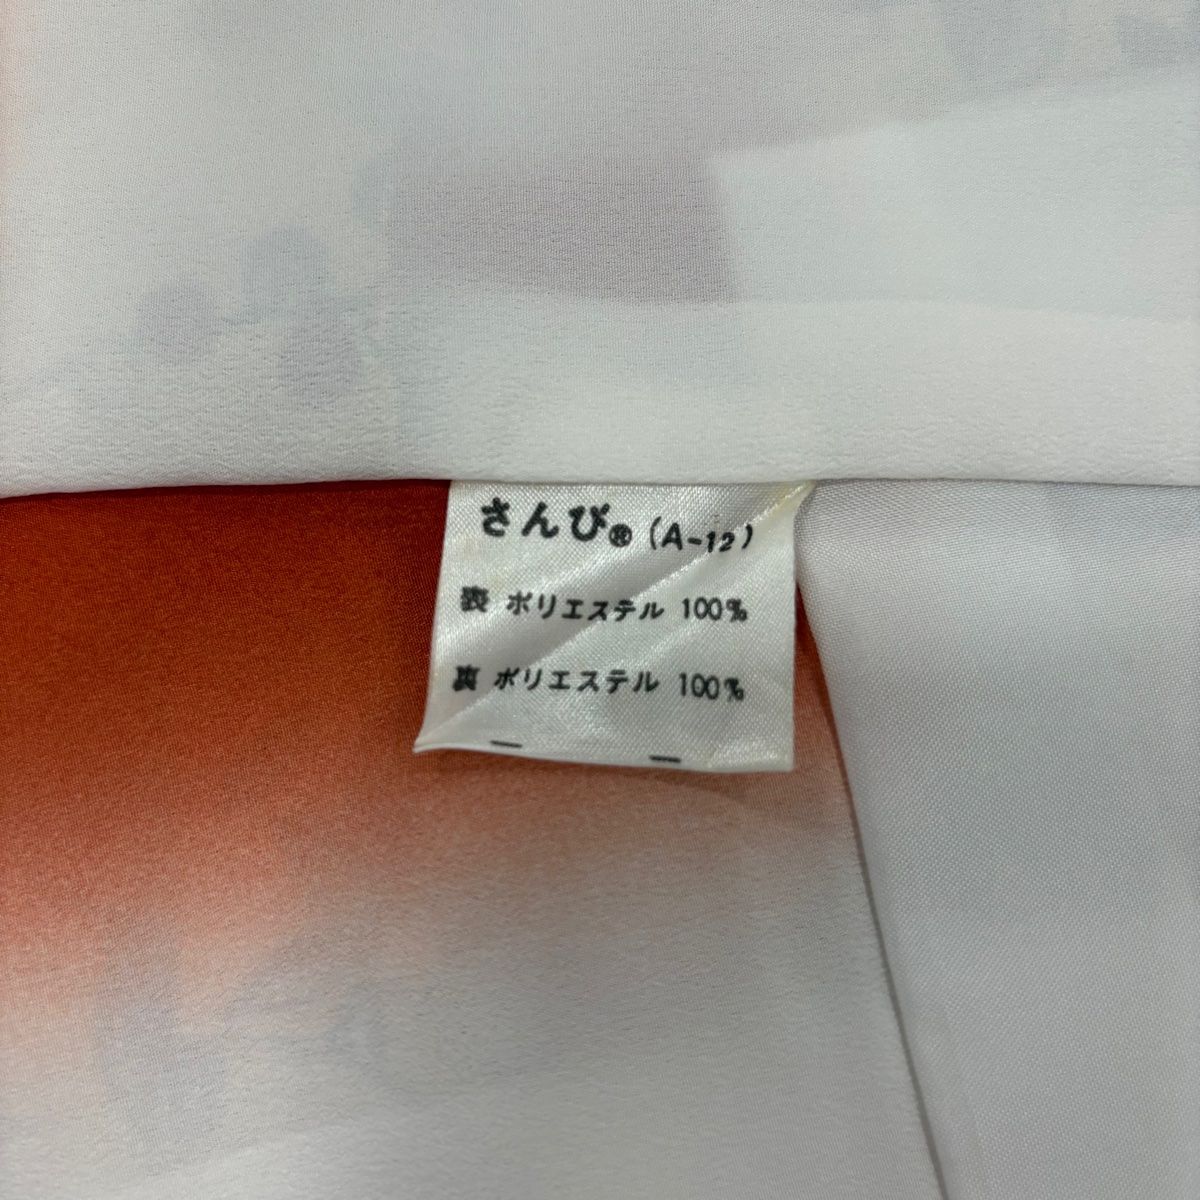 さんび® (A-12)
表 ポリエステル 100%
裏 ポリエステル 100%